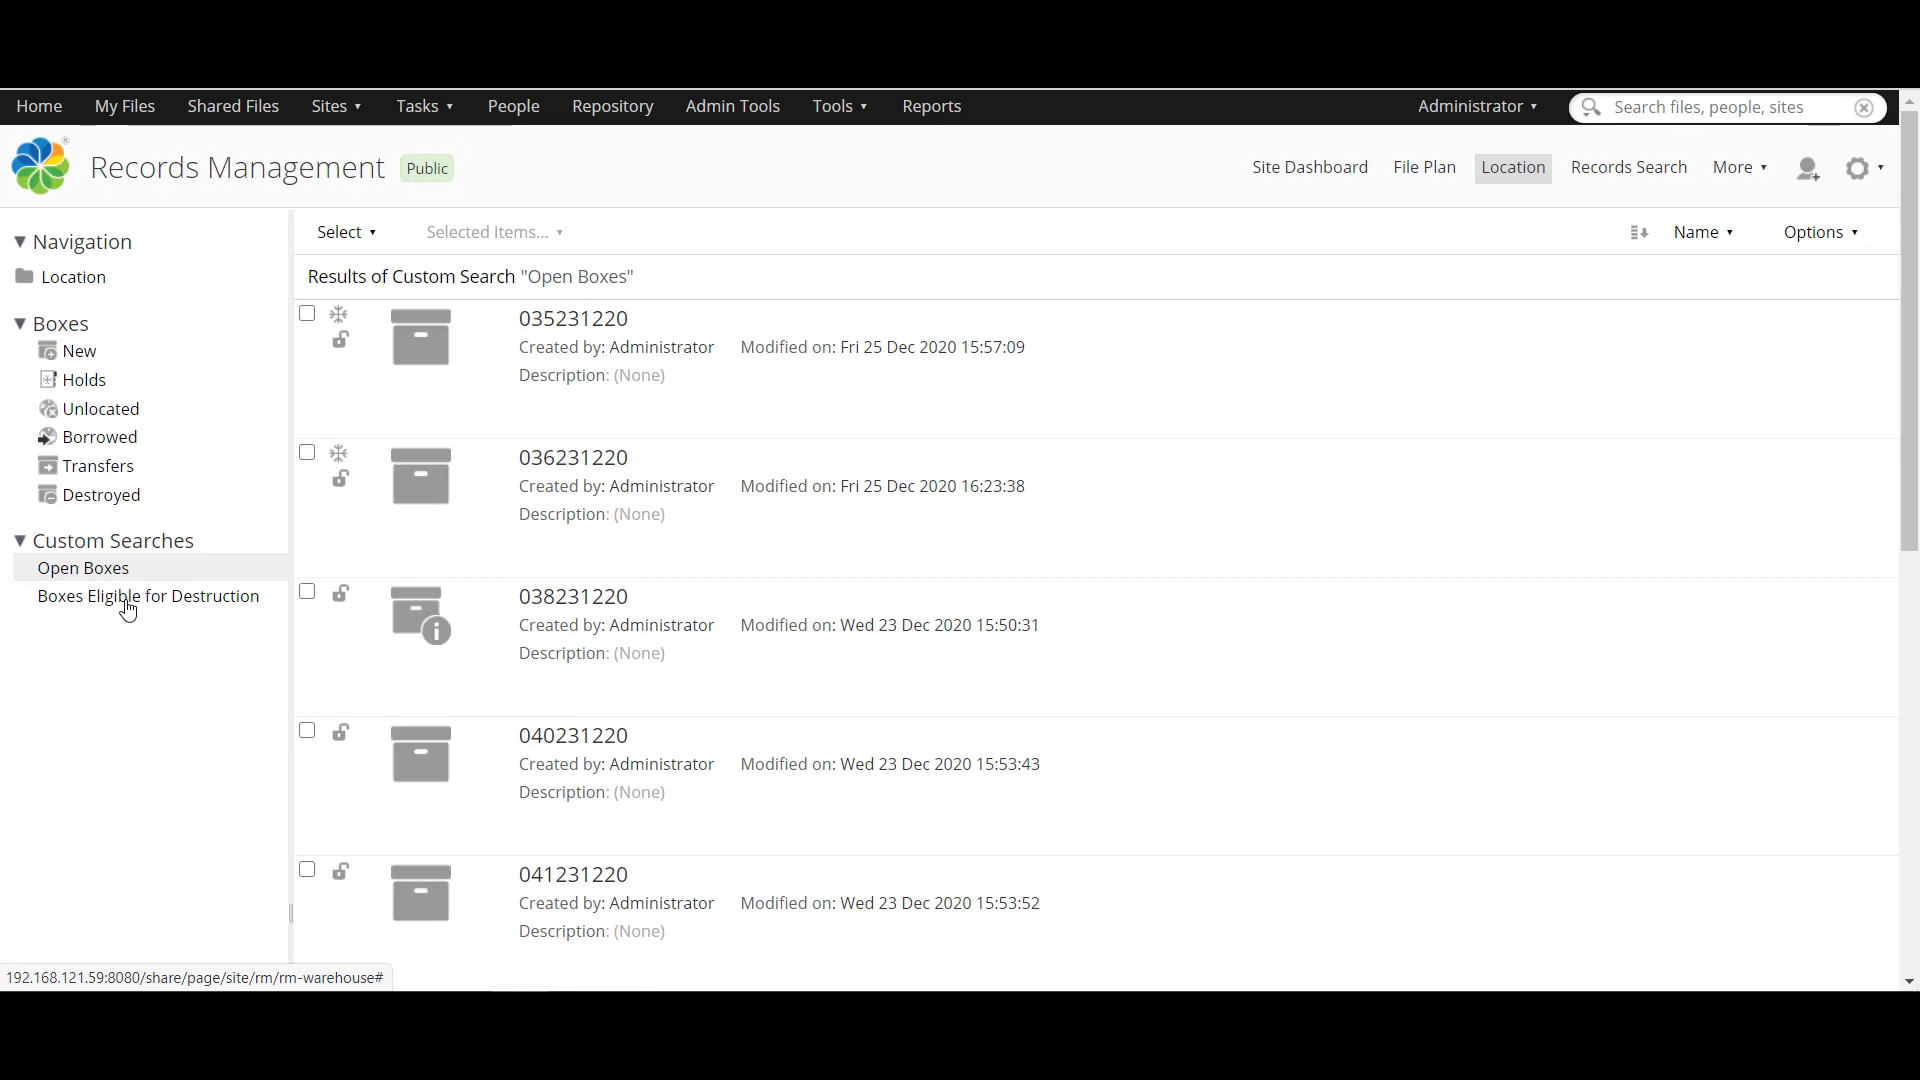 Home My Files Shared Files Sites Tasks People Repository Admin Tools Tools Reports Administrator Search files, people, sites
Records Management Public Site Dashboard File Plan Location Records Search More
Navigation
Location
Boxes
New
Holds
Unlocated
Borrowed
Transfers
Destroyed
Custom Searches
Open Boxes
Boxes Eligible for Destruction
Select Selected Items... Name Options
Results of Custom Search "Open Boxes"
035231220
Created by: Administrator Modified on: Fri 25 Dec 2020 15:57:09
Description: (None)
036231220
Created by: Administrator Modified on: Fri 25 Dec 2020 16:23:38
Description: (None)
038231220
Created by: Administrator Modified on: Wed 23 Dec 2020 15:50:31
Description: (None)
040231220
Created by: Administrator Modified on: Wed 23 Dec 2020 15:53:43
Description: (None)
041231220
Created by: Administrator Modified on: Wed 23 Dec 2020 15:53:52
Description: (None)
192.168.121.59:8080/share/page/site/rm/rm-warehouse#